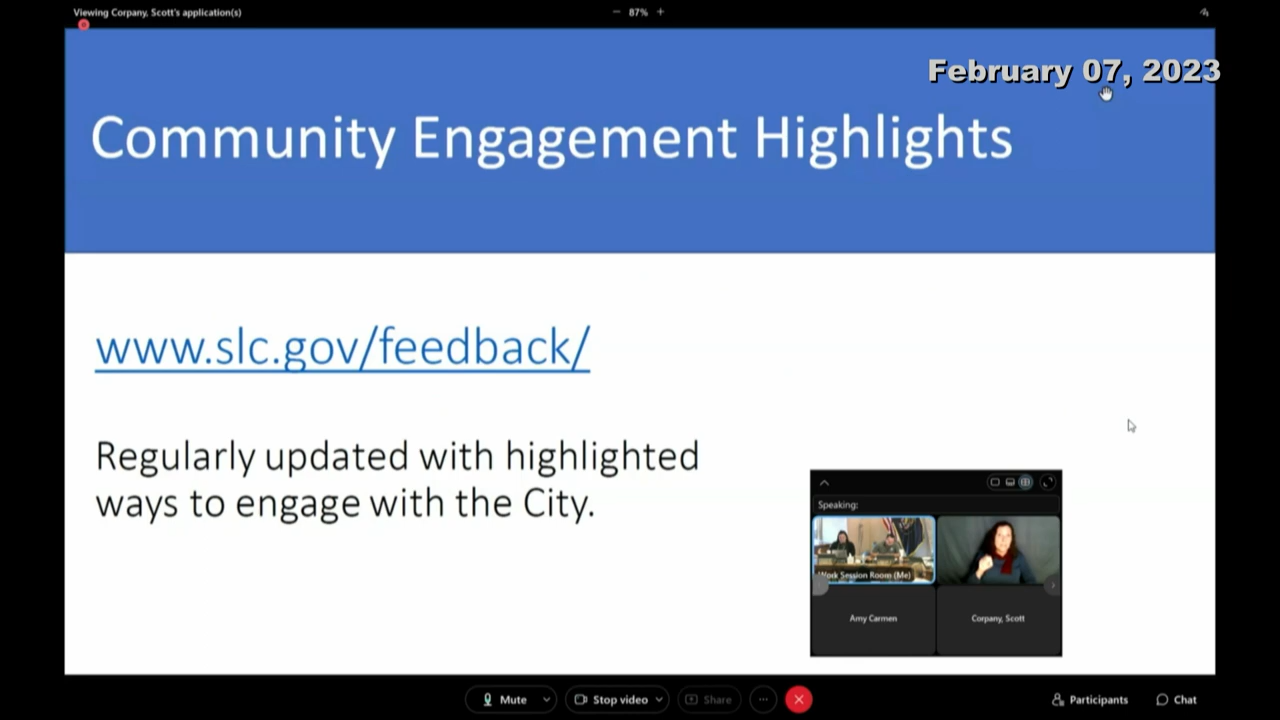 Viewing Corpany, Scott's application(s)
87%
February 07, 2023
Community Engagement Highlights
www.slc.gov/feedback/
Regularly updated with highlighted
ways to engage with the City.
Speaking:
Work Session Room (Me)
Amy Carmen
Corpany, Scott
Mute
Stop video
Share
Participants
Chat